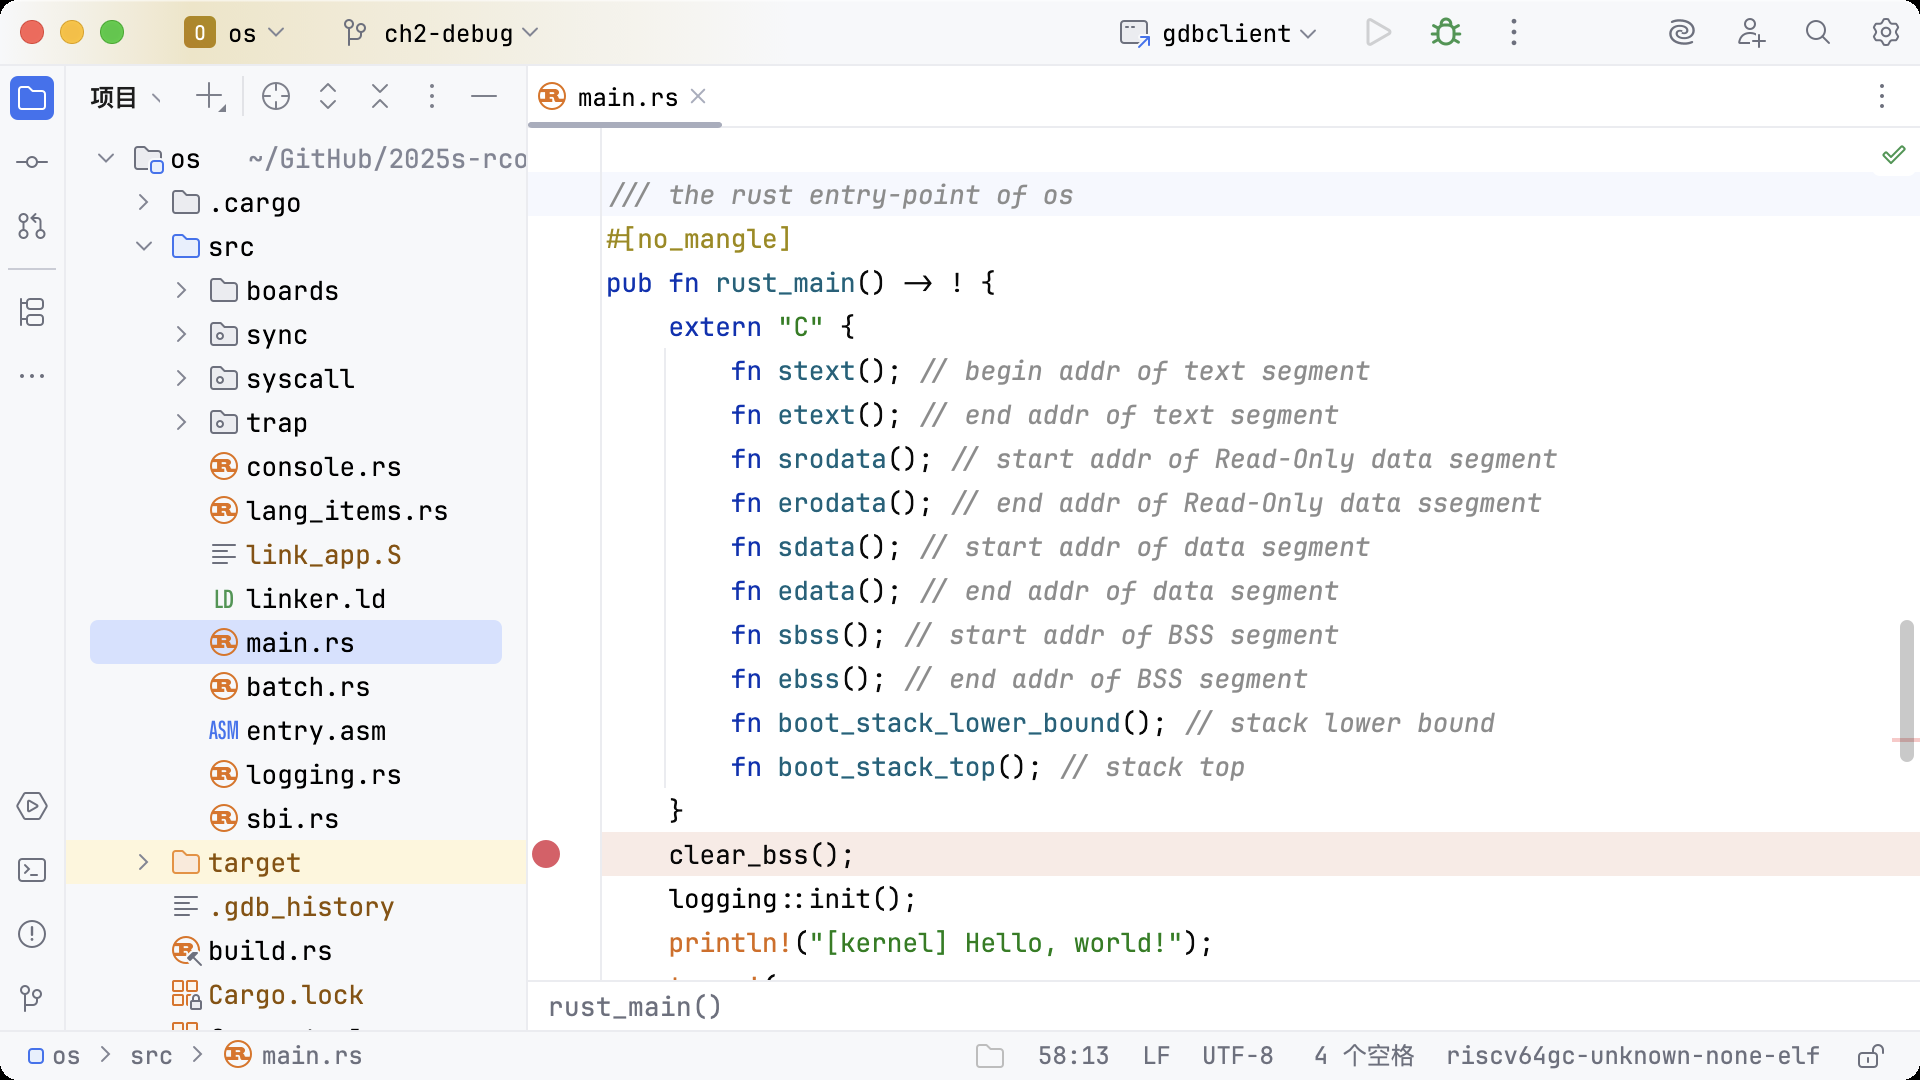 O os
ch2-debug
gdbclient
项目
main.rs
os ~/GitHub/2025s-rco
.cargo
src
boards
sync
syscall
trap
console.rs
lang_items.rs
link_app.S
LD linker.ld
main.rs
batch.rs
ASM entry.asm
logging.rs
sbi.rs
target
.gdb_history
build.rs
Cargo.lock
/// the rust entry-point of os
#[no_mangle]
pub fn rust_main() -> ! {
extern "C" {
fn stext(); // begin addr of text segment
fn etext(); // end addr of text segment
fn srodata(); // start addr of Read-Only data segment
fn erodata(); // end addr of Read-Only data ssegment
fn sdata(); // start addr of data segment
fn edata(); // end addr of data segment
fn sbss(); // start addr of BSS segment
fn ebss(); // end addr of BSS segment
fn boot_stack_lower_bound(); // stack lower bound
fn boot_stack_top(); // stack top
}
clear_bss();
logging::init();
println!("[kernel] Hello, world!");
rust_main()
os > src > main.rs
58:13 LF UTF-8 4 个空格 riscv64gc-unknown-none-elf